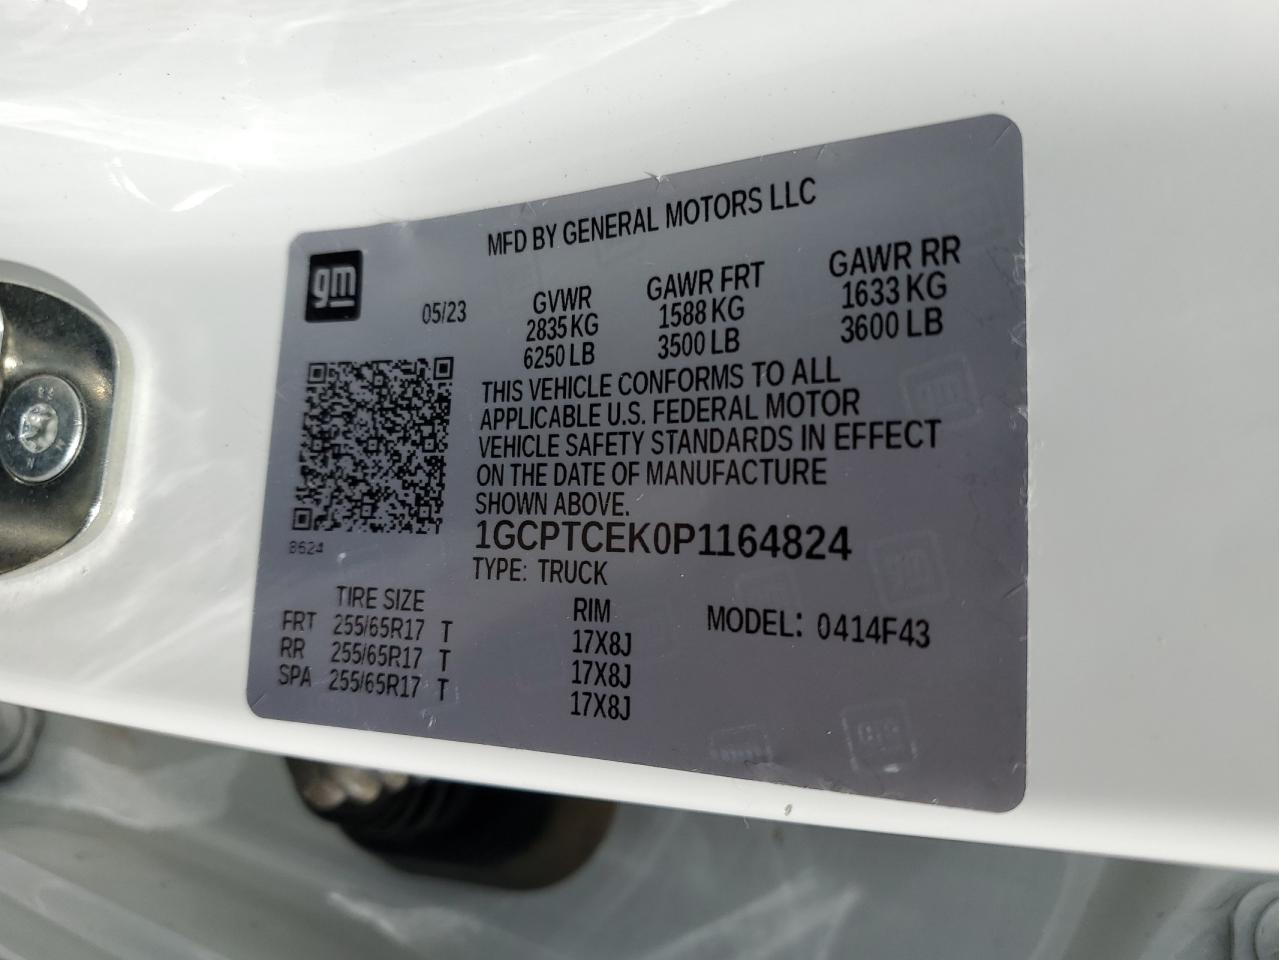 MFD BY GENERAL MOTORS LLC
gm
05/23
GVWR GAWR FRT GAWR RR
2835 KG 1588 KG 1633 KG
6250 LB 3500 LB 3600 LB
THIS VEHICLE CONFORMS TO ALL
APPLICABLE U.S. FEDERAL MOTOR
VEHICLE SAFETY STANDARDS IN EFFECT
ON THE DATE OF MANUFACTURE
SHOWN ABOVE.
8624
1GCPTCEK0P1164824
TYPE: TRUCK
TIRE SIZE RIM MODEL: 0414F43
FRT 255/65R17 T 17X8J
RR 255/65R17 T 17X8J
SPA 255/65R17 T 17X8J